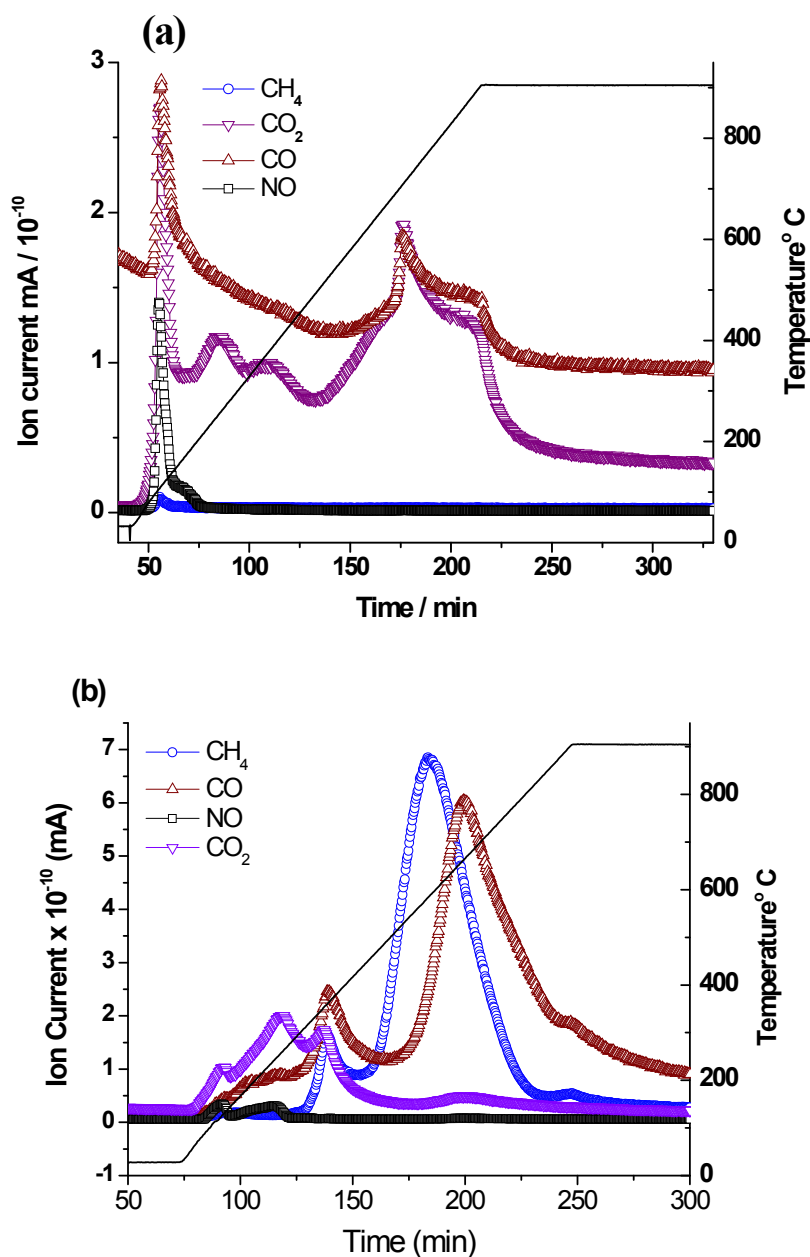 (a)
CH4
CO2
CO
NO
Ion current mA / 10-10
3
2
1
0
Temperature° C
800
600
400
200
0
50 100 150 200 250 300
Time / min
(b)
CH4
CO
NO
CO2
Ion Current x 10-10 (mA)
7
6
5
4
3
2
1
0
-1
Temperature° C
800
600
400
200
0
50 100 150 200 250 300
Time (min)